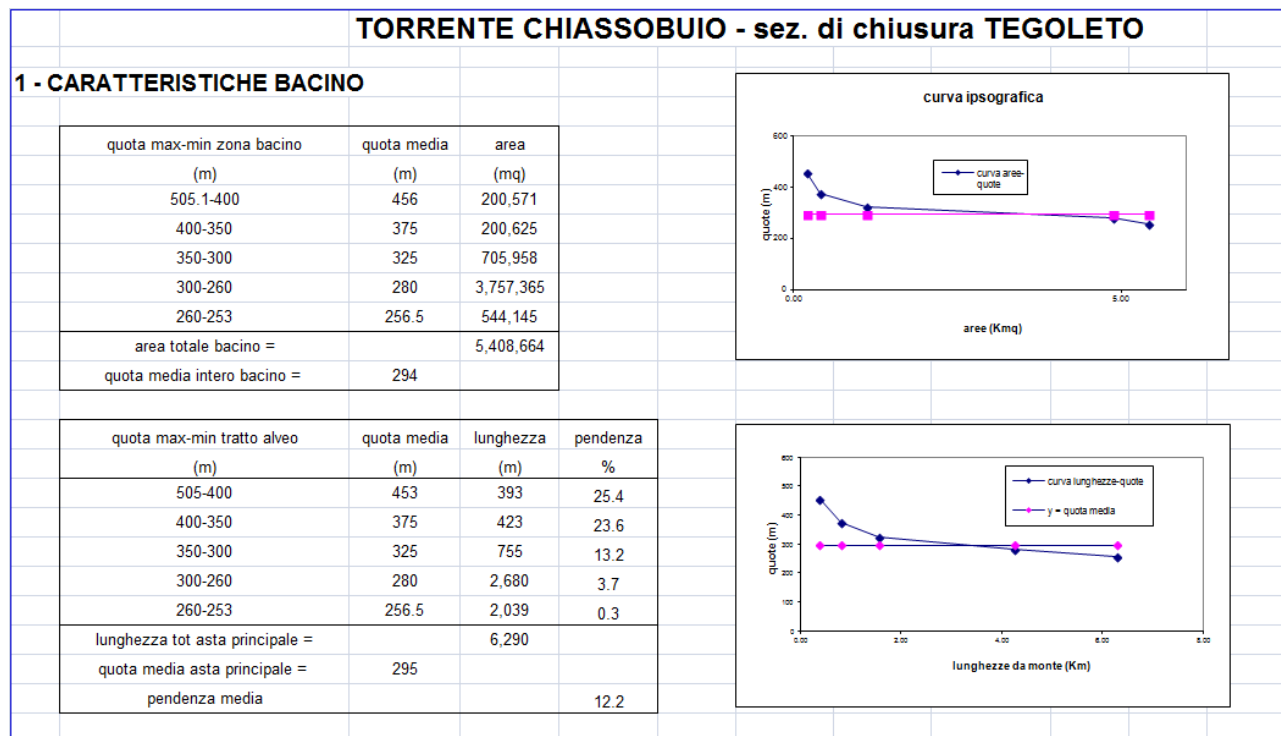 TORRENTE CHIASSOBUIO - sez. di chiusura TEGOLETO
1 - CARATTERISTICHE BACINO
quota max-min zona bacino quota media area
(m) (m) (mq)
505.1-400 456 200,571
400-350 375 200,625
350-300 325 705,958
300-260 280 3,757,365
260-253 256.5 544,145
area totale bacino = 5,408,664
quota media intero bacino = 294
curva ipsografica
quote (m)
600
400
200
0
0.00 5.00
curva aree-
quote
aree (Kmq)
quota max-min tratto alveo quota media lunghezza pendenza
(m) (m) (m) %
505-400 453 393 25.4
400-350 375 423 23.6
350-300 325 755 13.2
300-260 280 2,680 3.7
260-253 256.5 2,039 0.3
lunghezza tot asta principale = 6,290
quota media asta principale = 295
pendenza media 12.2
quote (m)
600
500
400
300
200
100
0
0.00 2.00 4.00 6.00 8.00
curva lunghezze-quote
y = quota media
lunghezze da monte (Km)